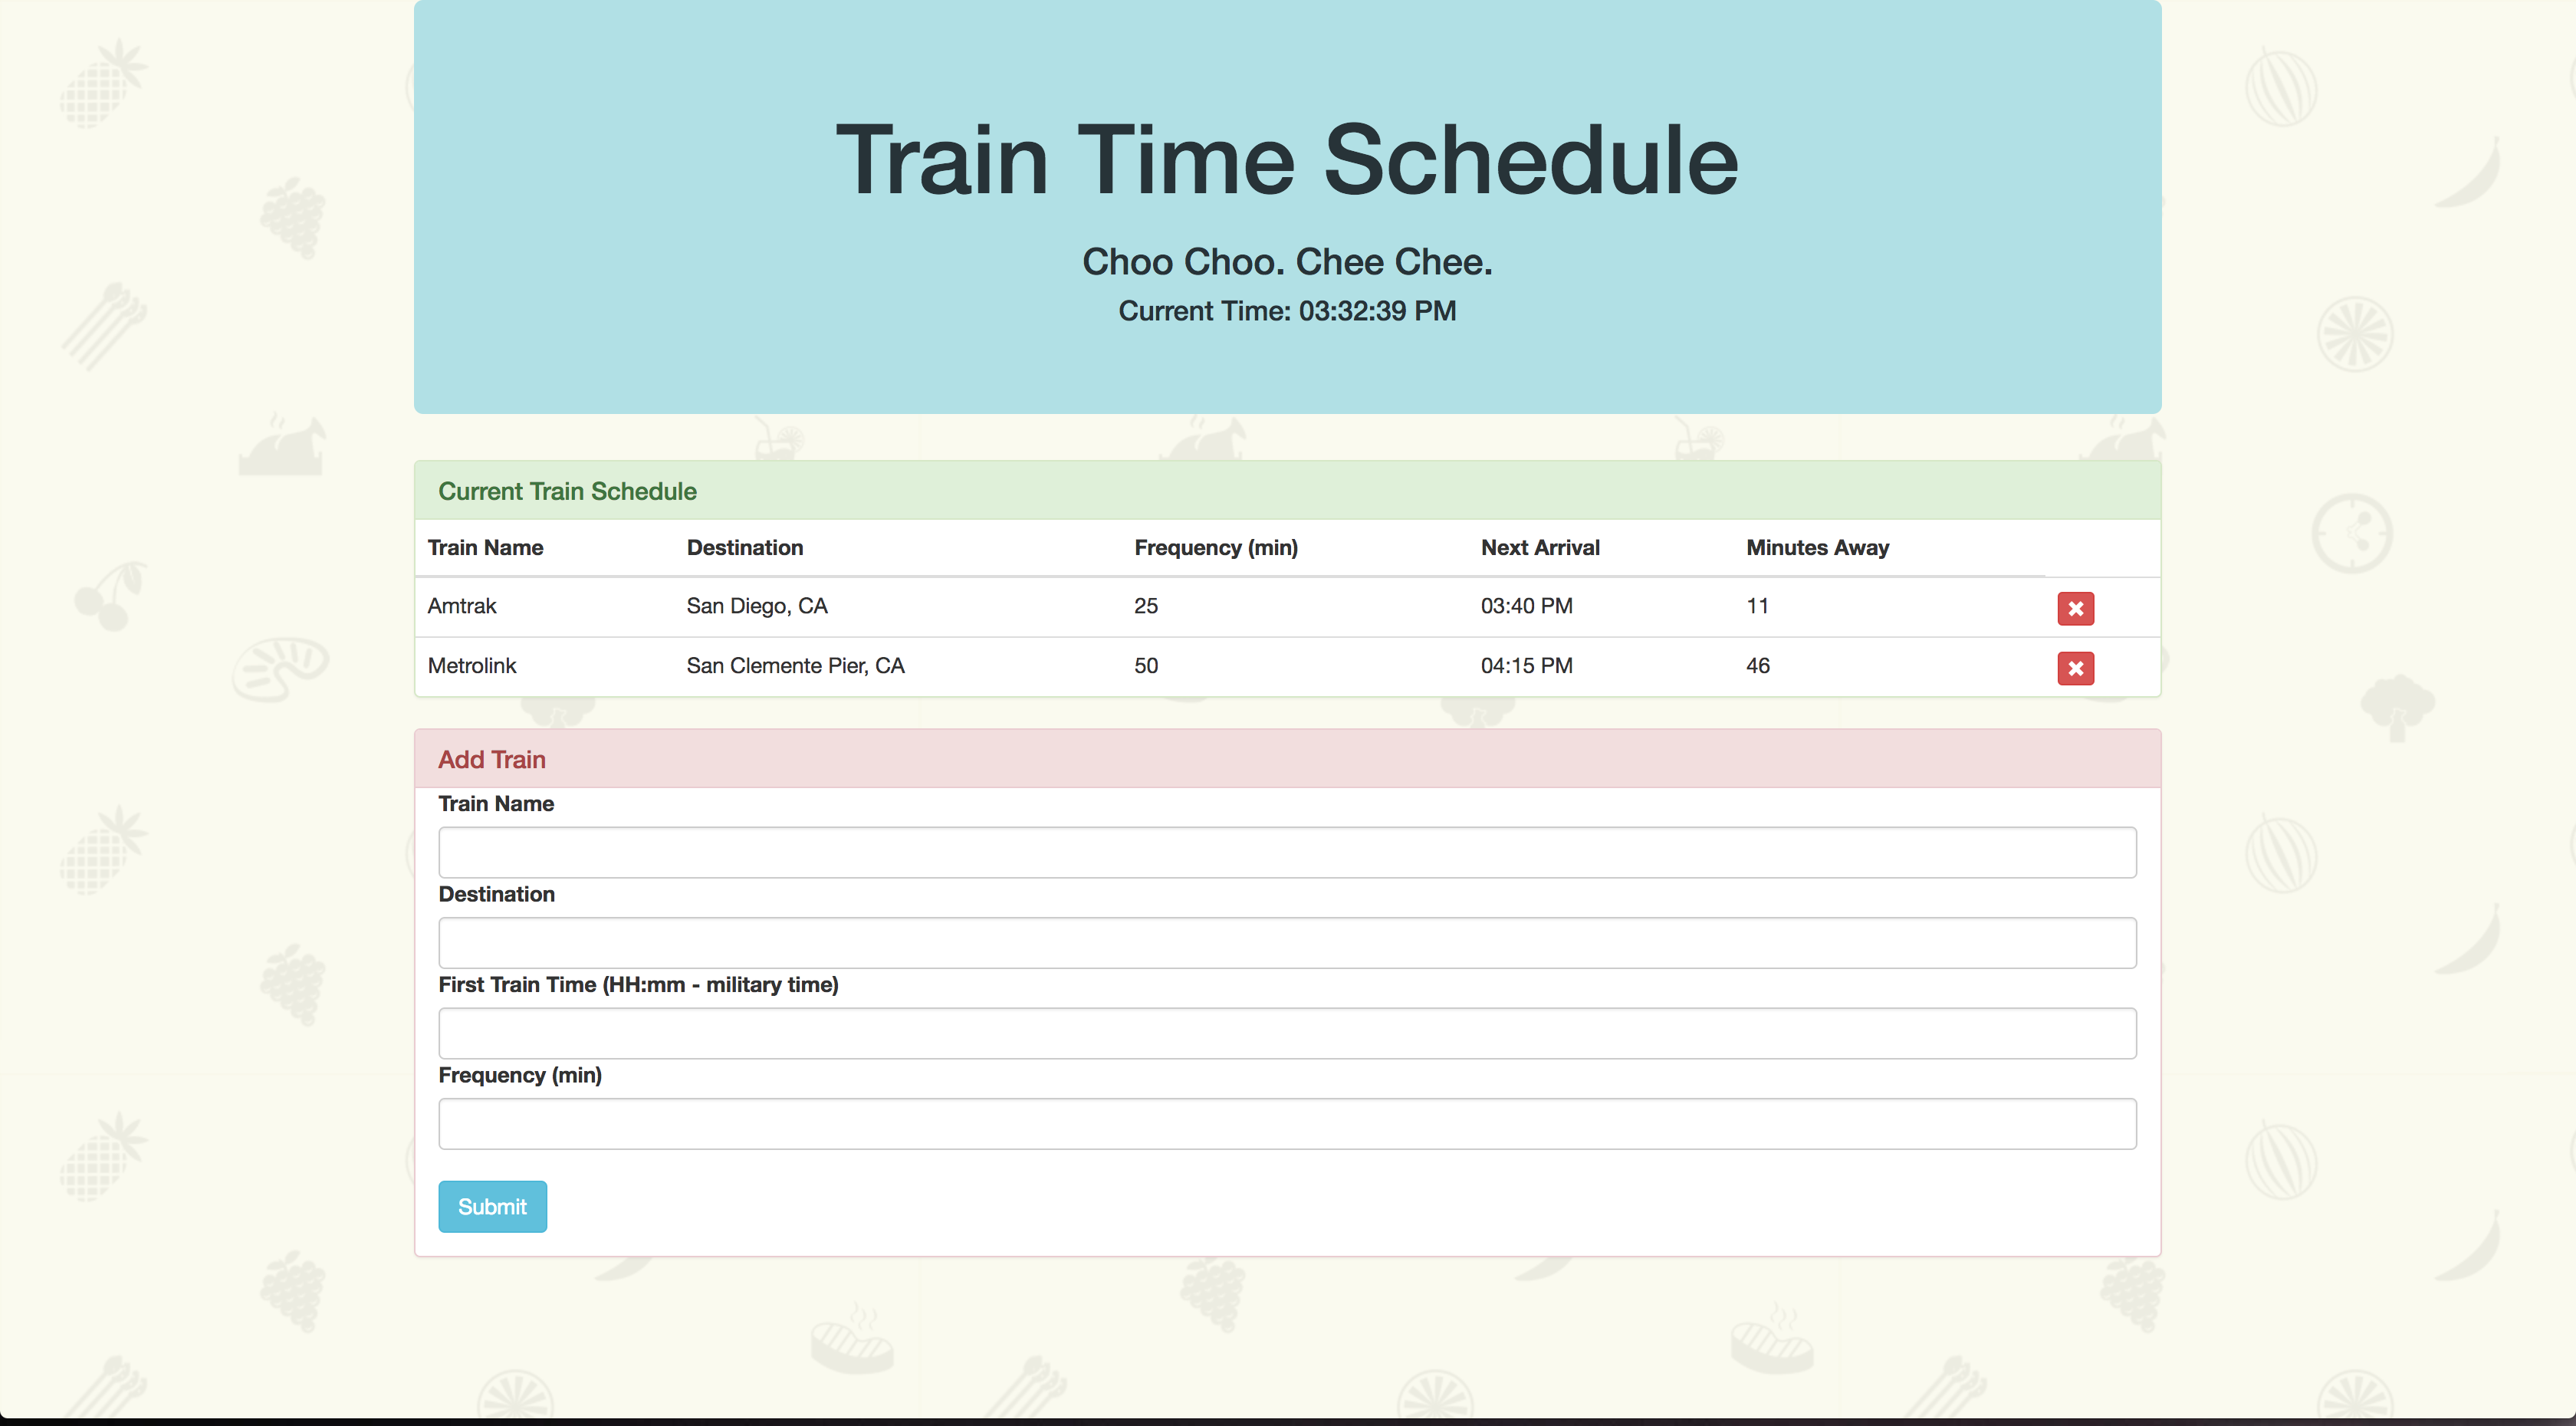 Train Time Schedule
Choo Choo. Chee Chee.
Current Time: 03:32:39 PM
Current Train Schedule
Train Name Destination Frequency (min) Next Arrival Minutes Away
Amtrak San Diego, CA 25 03:40 PM 11
Metrolink San Clemente Pier, CA 50 04:15 PM 46
Add Train
Train Name
Destination
First Train Time (HH:mm - military time)
Frequency (min)
Submit